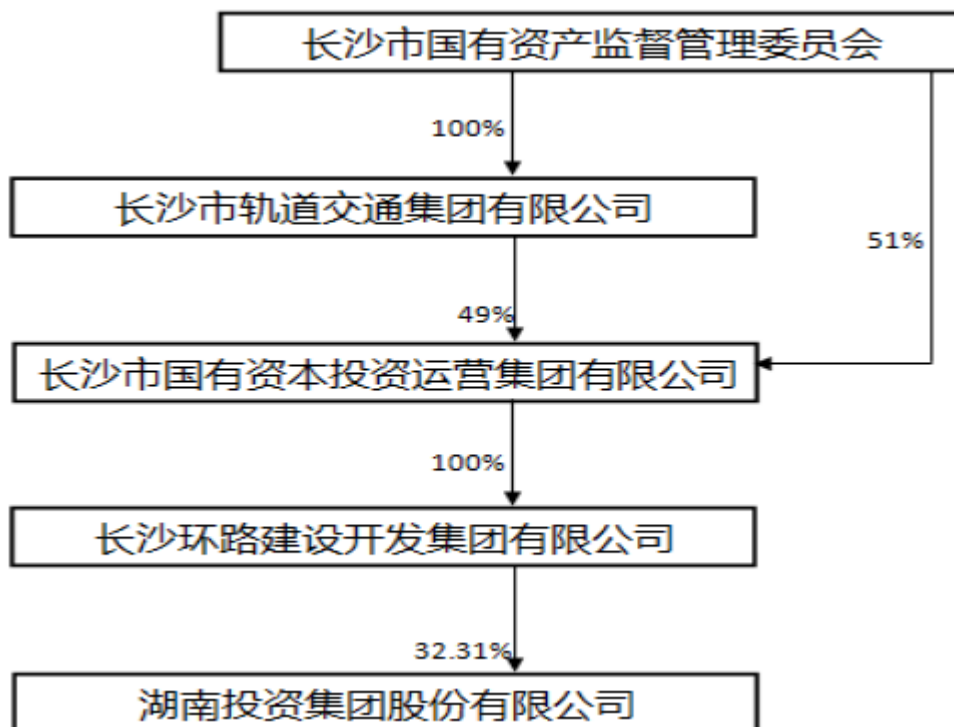 长沙市国有资产监督管理委员会
100%
长沙市轨道交通集团有限公司
51%
49%
长沙市国有资本投资运营集团有限公司
100%
长沙环路建设开发集团有限公司
32.31%
湖南投资集团股份有限公司